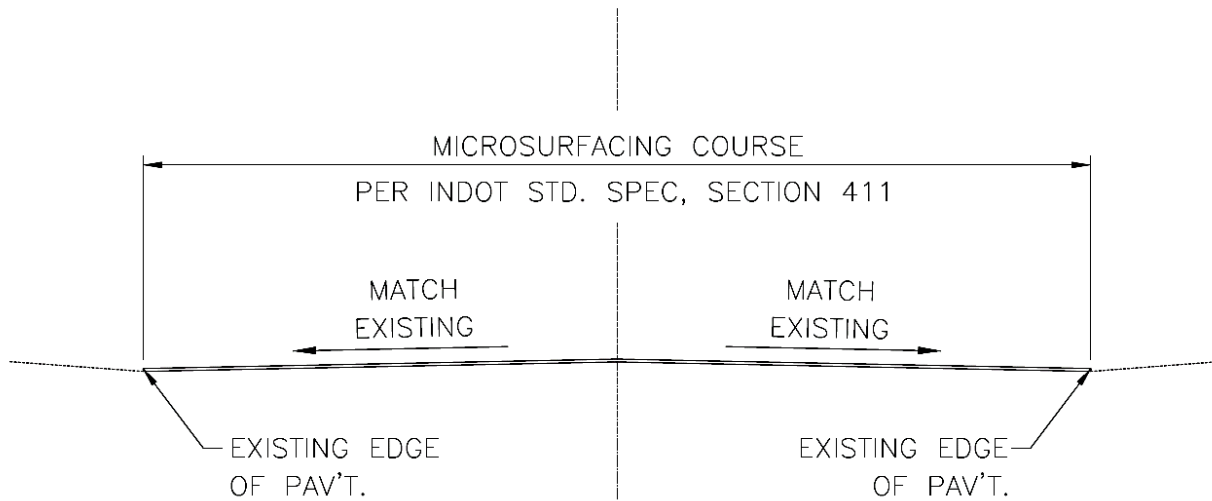 MICROSURFACING COURSE
PER INDOT STD. SPEC, SECTION 411
MATCH
EXISTING
MATCH
EXISTING
EXISTING EDGE
OF PAV'T.
EXISTING EDGE
OF PAV'T.